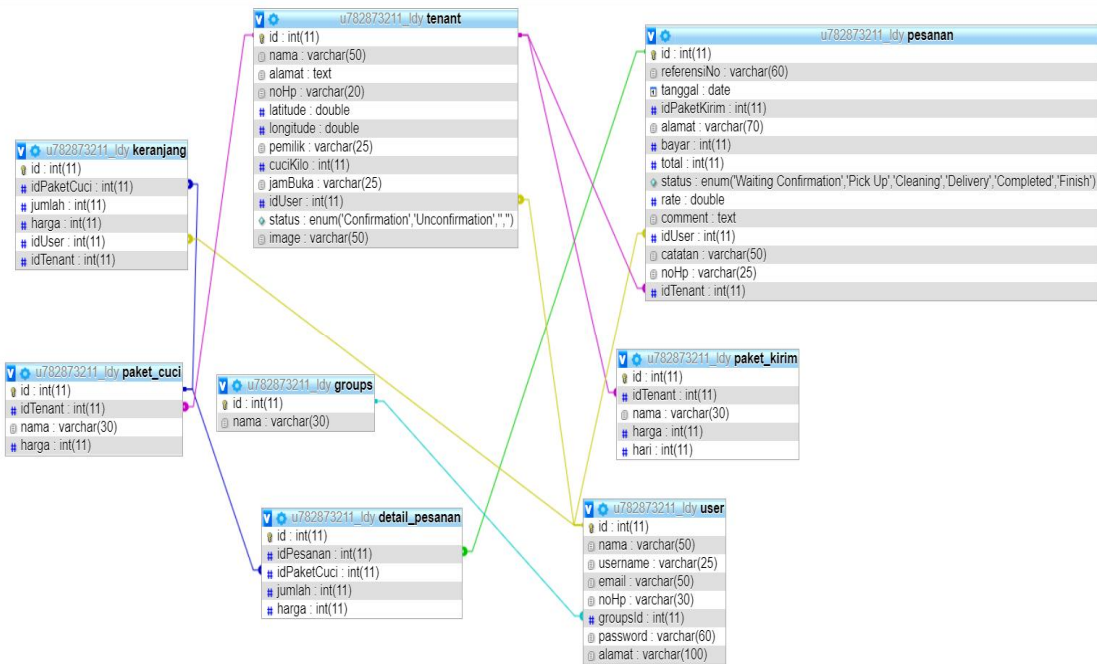 u782873211_ldy tenant
id : int(11)
nama : varchar(50)
alamat : text
noHp : varchar(20)
latitude : double
longitude : double
pemilik : varchar(25)
cuciKilo : int(11)
jamBuka : varchar(25)
idUser : int(11)
status : enum('Confirmation','Unconfirmation','','')
image : varchar(50)
u782873211_ldy pesanan
id : int(11)
referensiNo : varchar(60)
tanggal : date
idPaketKirim : int(11)
alamat : varchar(70)
bayar : int(11)
total : int(11)
status : enum('Waiting Confirmation','Pick Up','Cleaning','Delivery','Completed','Finish')
rate : double
comment : text
idUser : int(11)
catatan : varchar(50)
noHp : varchar(25)
idTenant : int(11)
u782873211_ldy keranjang
id : int(11)
idPaketCuci : int(11)
jumlah : int(11)
harga : int(11)
idUser : int(11)
idTenant : int(11)
u782873211_ldy paket_cuci
id : int(11)
idTenant : int(11)
nama : varchar(30)
harga : int(11)
u782873211_ldy groups
id : int(11)
nama : varchar(30)
u782873211_ldy paket_kirim
id : int(11)
idTenant : int(11)
nama : varchar(30)
harga : int(11)
hari : int(11)
u782873211_ldy detail_pesanan
id : int(11)
idPesanan : int(11)
idPaketCuci : int(11)
jumlah : int(11)
harga : int(11)
u782873211_ldy user
id : int(11)
nama : varchar(50)
username : varchar(25)
email : varchar(50)
noHp : varchar(30)
groupsId : int(11)
password : varchar(60)
alamat : varchar(100)